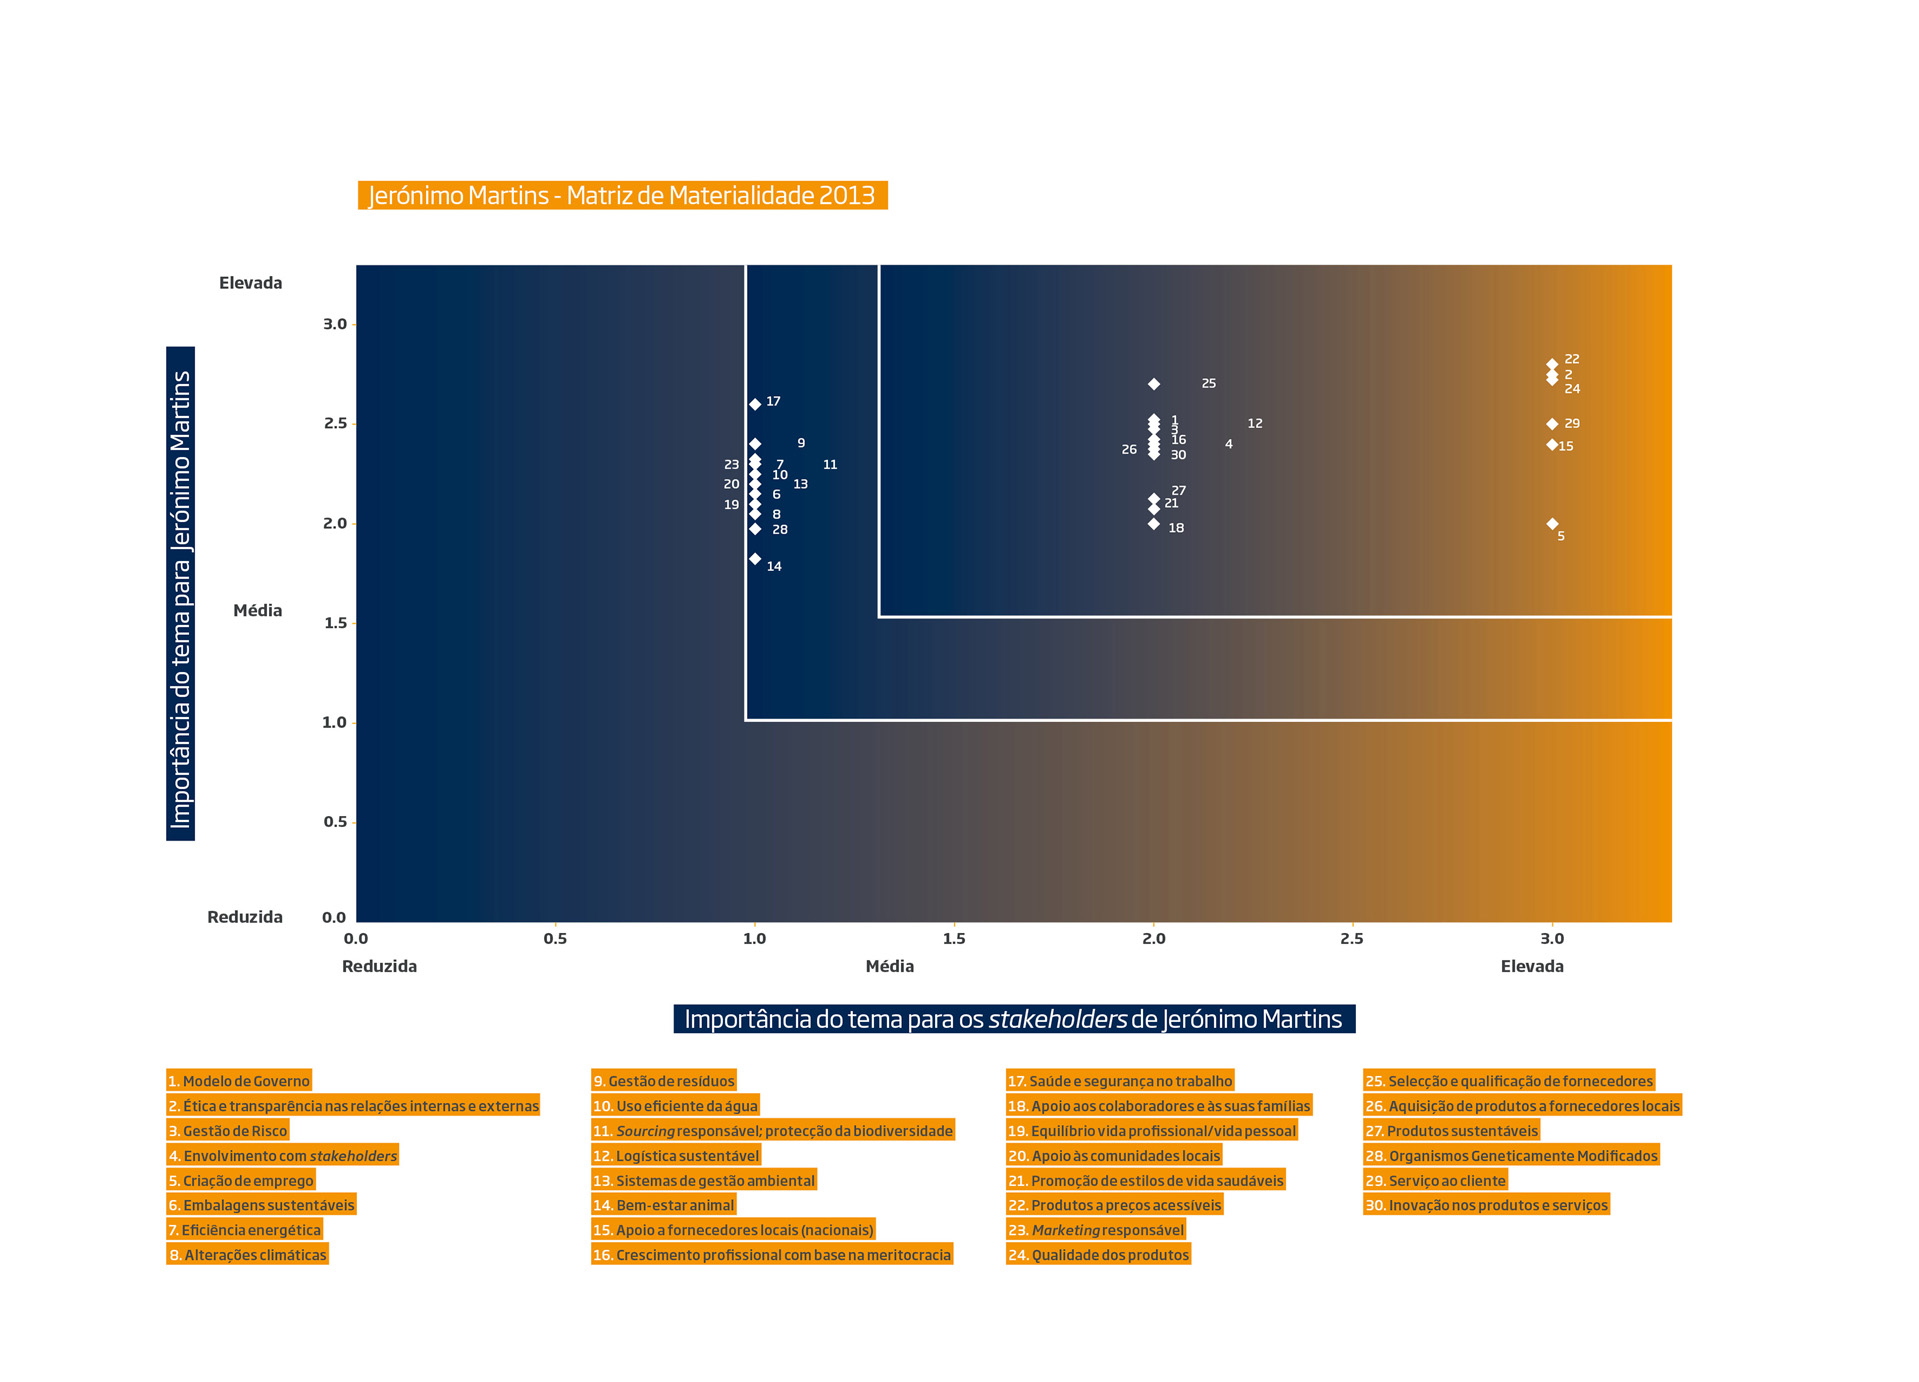 Jerónimo Martins - Matriz de Materialidade 2013
Elevada
3.0
22
2
24
25
17
2.5
1
12
29
3
9
16
4
15
26
30
23
7
11
10
20
13
6
27
19
21
8
2.0
18
28
5
14
Média
1.5
1.0
0.5
Reduzida
0.0
Importância do tema para Jerónimo Martins
0.0
0.5
1.0
1.5
2.0
2.5
3.0
Reduzida
Média
Elevada
Importância do tema para os stakeholders de Jerónimo Martins
1. Modelo de Governo
2. Ética e transparência nas relações internas e externas
3. Gestão de Risco
4. Envolvimento com stakeholders
5. Criação de emprego
6. Embalagens sustentáveis
7. Eficiência energética
8. Alterações climáticas
9. Gestão de resíduos
10. Uso eficiente da água
11. Sourcing responsável; protecção da biodiversidade
12. Logística sustentável
13. Sistemas de gestão ambiental
14. Bem-estar animal
15. Apoio a fornecedores locais (nacionais)
16. Crescimento profissional com base na meritocracia
17. Saúde e segurança no trabalho
18. Apoio aos colaboradores e às suas famílias
19. Equilíbrio vida profissional/vida pessoal
20. Apoio às comunidades locais
21. Promoção de estilos de vida saudáveis
22. Produtos a preços acessíveis
23. Marketing responsável
24. Qualidade dos produtos
25. Selecção e qualificação de fornecedores
26. Aquisição de produtos a fornecedores locais
27. Produtos sustentáveis
28. Organismos Geneticamente Modificados
29. Serviço ao cliente
30. Inovação nos produtos e serviços